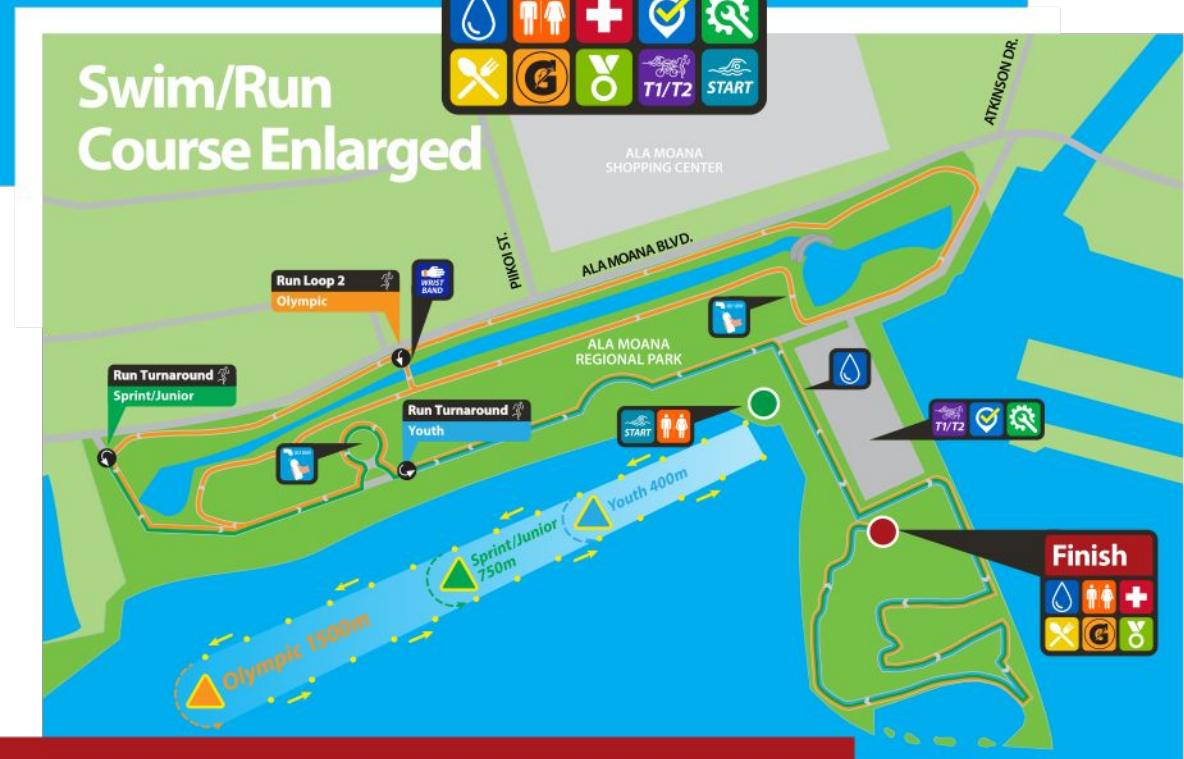 G
T1/T2
START
Swim/Run
Course Enlarged
ATKINSON DR.
ALA MOANA
SHOPPING CENTER
PIIKOI ST.
ALA MOANA BLVD.
Run Loop 2
Olympic
WRIST
BAND
ALA MOANA
REGIONAL PARK
Run Turnaround
Sprint/Junior
Run Turnaround
Youth
START
T1/T2
Youth 400m
Sprint/Junior
750m
Olympic 1500m
Finish
G